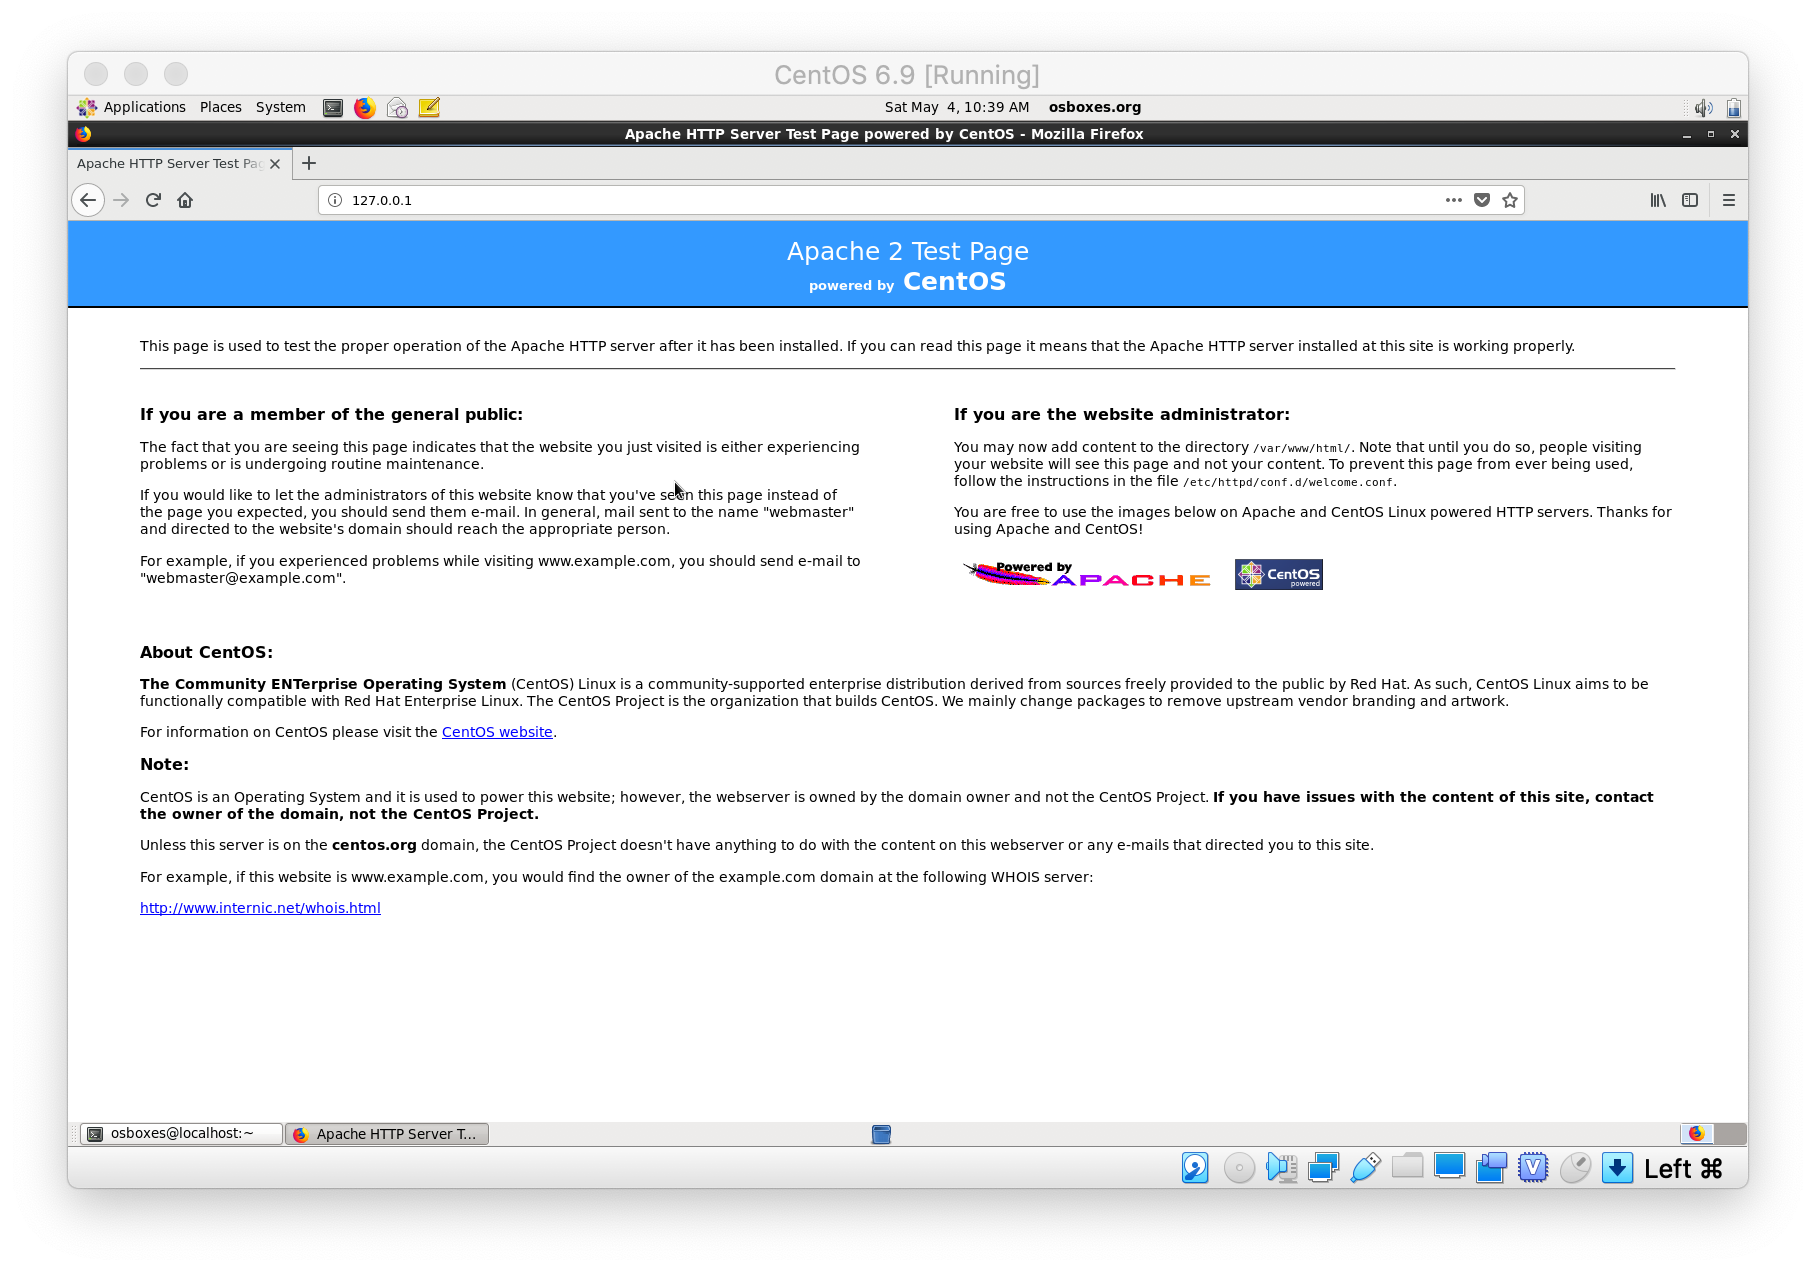 CentOS 6.9 [Running]
Applications Places System Sat May 4, 10:39 AM osboxes.org
Apache HTTP Server Test Page powered by CentOS - Mozilla Firefox
Apache HTTP Server Test Pag
127.0.0.1
Apache 2 Test Page
powered by CentOS
This page is used to test the proper operation of the Apache HTTP server after it has been installed. If you can read this page it means that the Apache HTTP server installed at this site is working properly.
If you are a member of the general public:
The fact that you are seeing this page indicates that the website you just visited is either experiencing
problems or is undergoing routine maintenance.
If you would like to let the administrators of this website know that you've seen this page instead of
the page you expected, you should send them e-mail. In general, mail sent to the name "webmaster"
and directed to the website's domain should reach the appropriate person.
For example, if you experienced problems while visiting www.example.com, you should send e-mail to
"webmaster@example.com".
If you are the website administrator:
You may now add content to the directory /var/www/html/. Note that until you do so, people visiting
your website will see this page and not your content. To prevent this page from ever being used,
follow the instructions in the file /etc/httpd/conf.d/welcome.conf.
You are free to use the images below on Apache and CentOS Linux powered HTTP servers. Thanks for
using Apache and CentOS!
Powered by
APACHE
CentOS
powered
About CentOS:
The Community ENTerprise Operating System (CentOS) Linux is a community-supported enterprise distribution derived from sources freely provided to the public by Red Hat. As such, CentOS Linux aims to be
functionally compatible with Red Hat Enterprise Linux. The CentOS Project is the organization that builds CentOS. We mainly change packages to remove upstream vendor branding and artwork.
For information on CentOS please visit the CentOS website.
Note:
CentOS is an Operating System and it is used to power this website; however, the webserver is owned by the domain owner and not the CentOS Project. If you have issues with the content of this site, contact
the owner of the domain, not the CentOS Project.
Unless this server is on the centos.org domain, the CentOS Project doesn't have anything to do with the content on this webserver or any e-mails that directed you to this site.
For example, if this website is www.example.com, you would find the owner of the example.com domain at the following WHOIS server:
http://www.internic.net/whois.html
osboxes@localhost:~ Apache HTTP Server T...
V Left ⌘